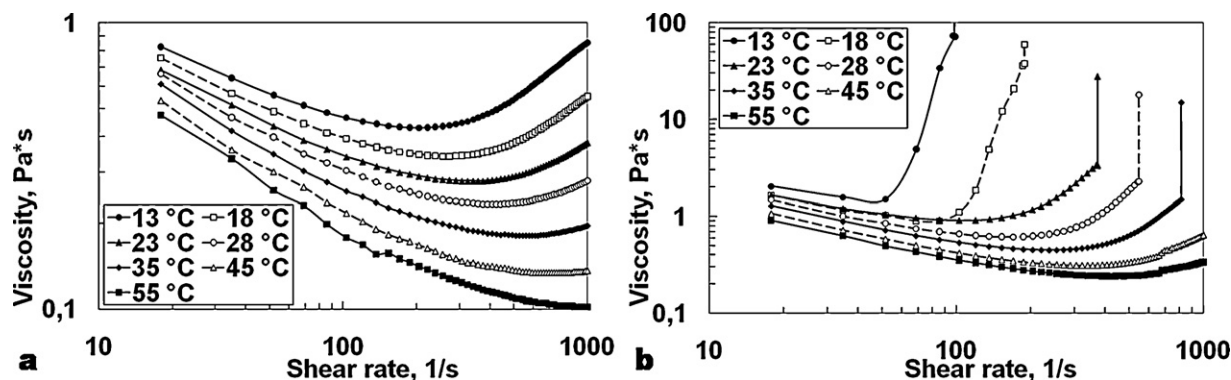 1
Viscosity, Pa*s
13 °C 18 °C
23 °C 28 °C
35 °C 45 °C
55 °C
0,1
10 100 1000
a Shear rate, 1/s
100
10
1
0,1
Viscosity, Pa*s
13 °C 18 °C
23 °C 28 °C
35 °C 45 °C
55 °C
10 100 1000
b Shear rate, 1/s